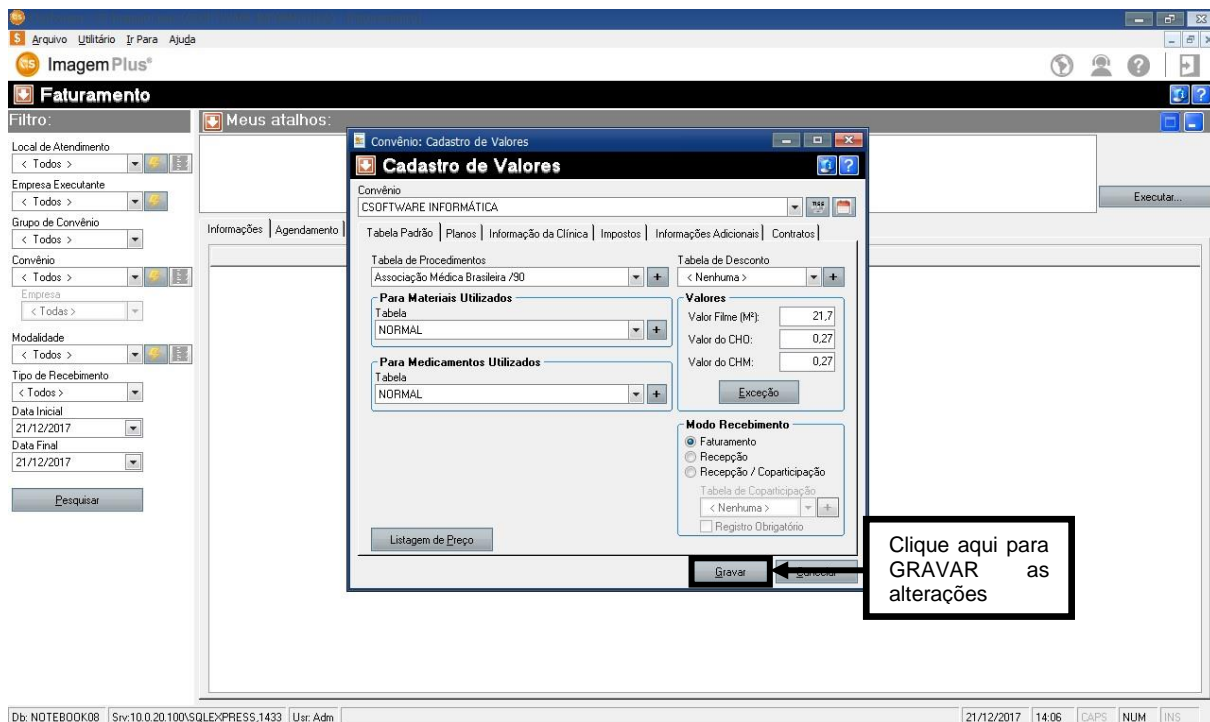 Arquivo Utilitário Ir Para Ajuda
ImagemPlus®
Faturamento
Filtro:
Local de Atendimento
< Todos >
Empresa Executante
< Todos >
Grupo de Convênio
< Todos >
Convênio
< Todos >
Empresa
< Todas >
Modalidade
< Todos >
Tipo de Recebimento
< Todos >
Data Inicial
21/12/2017
Data Final
21/12/2017
Pesquisar
Meus atalhos:
Executar...
Informações Agendamento
Convênio: Cadastro de Valores
Cadastro de Valores
Convênio
CSOFTWARE INFORMÁTICA
Tabela Padrão Planos Informação da Clínica Impostos Informações Adicionais Contratos
Tabela de Procedimentos
Associação Médica Brasileira /90
Para Materiais Utilizados
Tabela
NORMAL
Para Medicamentos Utilizados
Tabela
NORMAL
Tabela de Desconto
< Nenhuma >
Valores
Valor Filme (M²): 21,7
Valor do CHO: 0,27
Valor do CHM: 0,27
Exceção
Modo Recebimento
Faturamento
Recepção
Recepção / Coparticipação
Tabela de Coparticipação
< Nenhuma >
Registro Obrigatório
Listagem de Preço
Gravar
Clique aqui para
GRAVAR as
alterações
Db: NOTEBOOK08 Srv:10.0.20.100\SQLEXPRESS,1433 Usr: Adm 21/12/2017 14:06 CAPS NUM INS